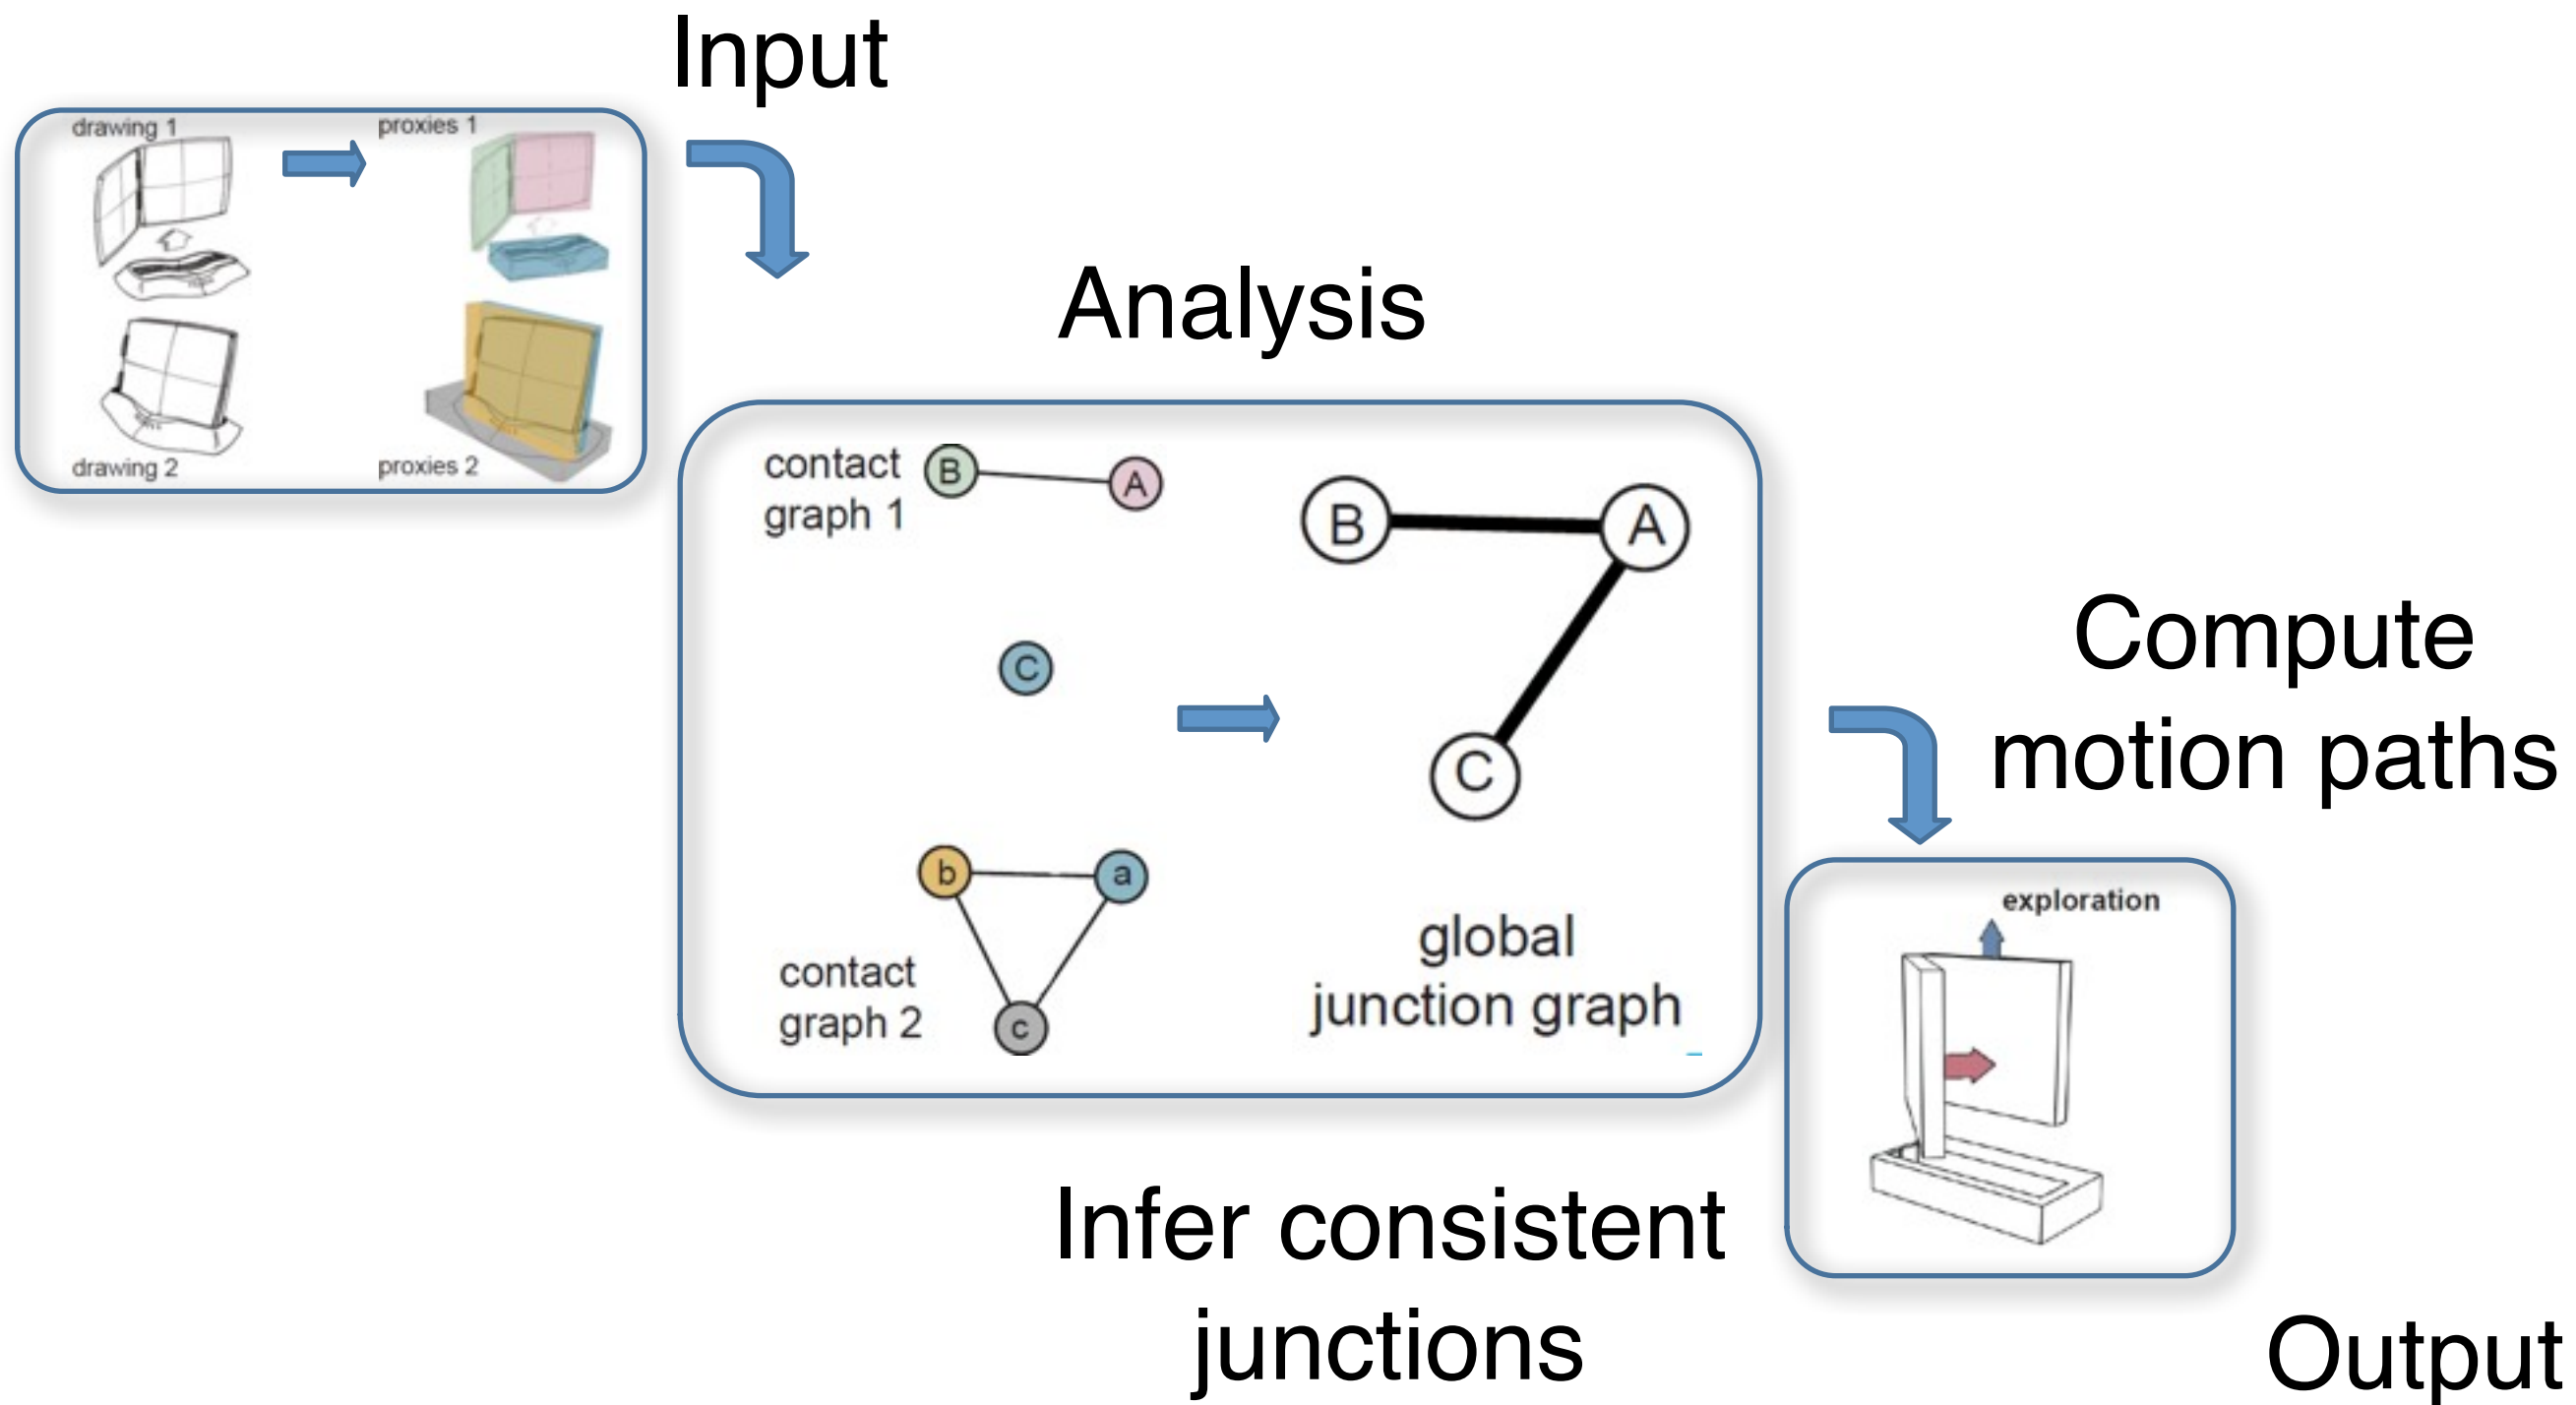 Input
drawing 1
proxies 1
drawing 2
proxies 2
Analysis
contact
graph 1
B
A
C
b
a
c
contact
graph 2
B
A
C
global
junction graph
Infer consistent
junctions
Compute
motion paths
exploration
Output